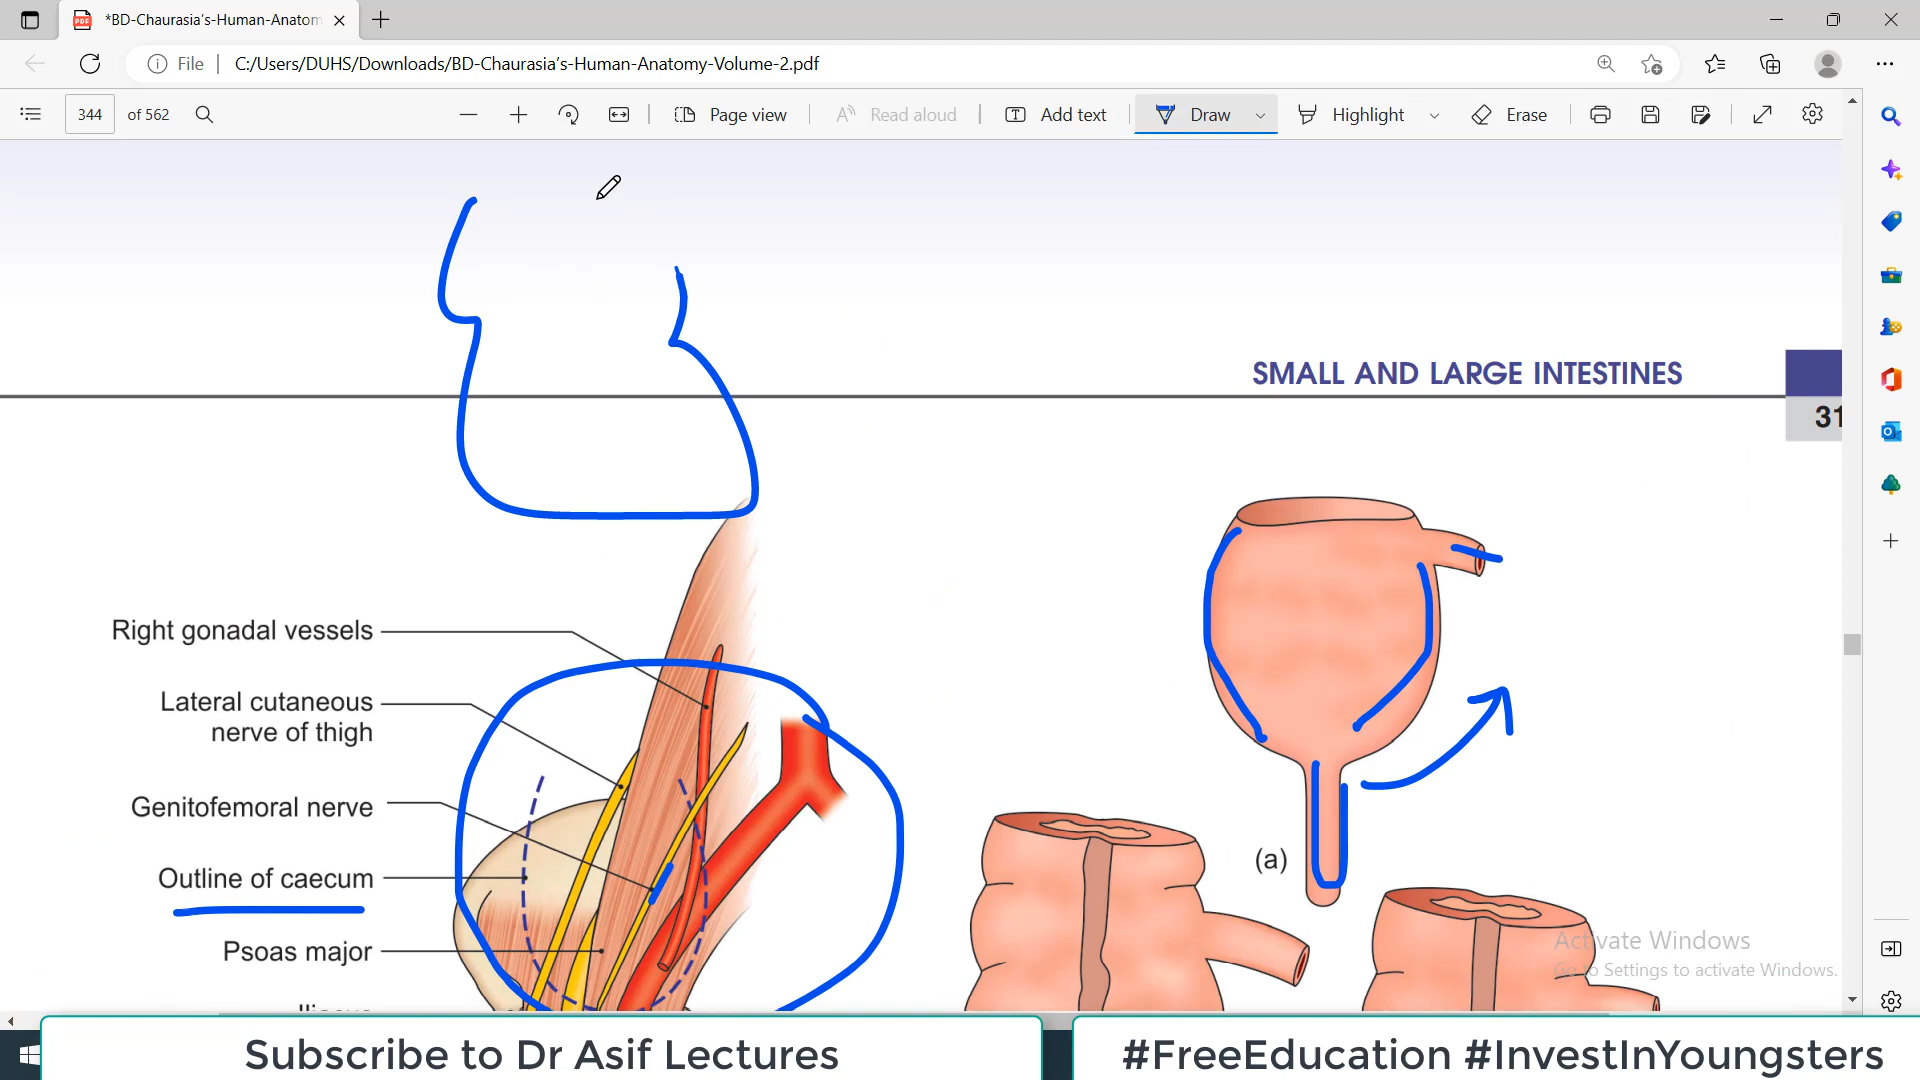 *BD-Chaurasia's-Human-Anatom
File
C:/Users/DUHS/Downloads/BD-Chaurasia's-Human-Anatomy-Volume-2.pdf
344 of 562
Page view
Read aloud
Add text
Draw
Highlight
Erase
SMALL AND LARGE INTESTINES
31
Right gonadal vessels
Lateral cutaneous
nerve of thigh
Genitofemoral nerve
Outline of caecum
Psoas major
(a)
Activate Windows
Go to Settings to activate Windows.
Subscribe to Dr Asif Lectures
#FreeEducation #InvestInYoungsters